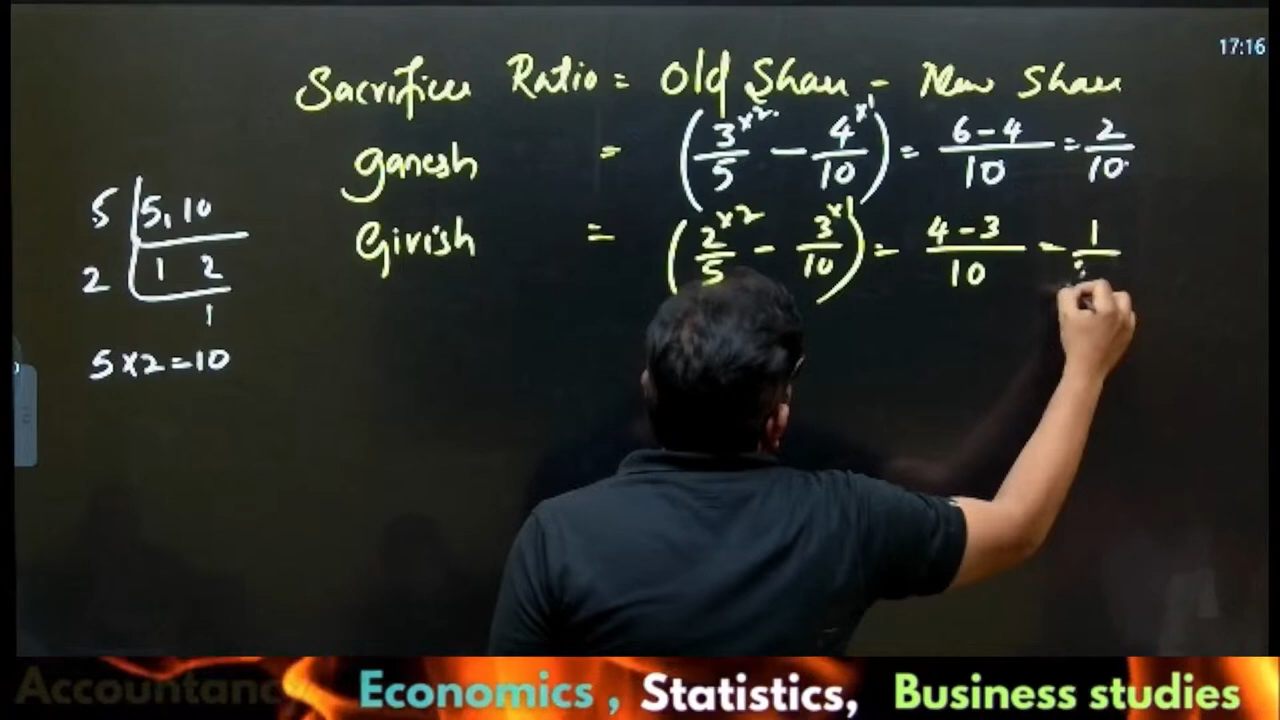 17:16
Sacrifice Ratio = Old Share - New Share
Ganesh = (3/5 ×2 - 4/10 ×1) = 6-4/10 = 2/10
5 | 5, 10
Girish = (2/5 ×2 - 3/10 ×1) = 4-3/10 = 1/
2 | 1 2
1
5 × 2 = 10
Accountancy Economics , Statistics, Business studies